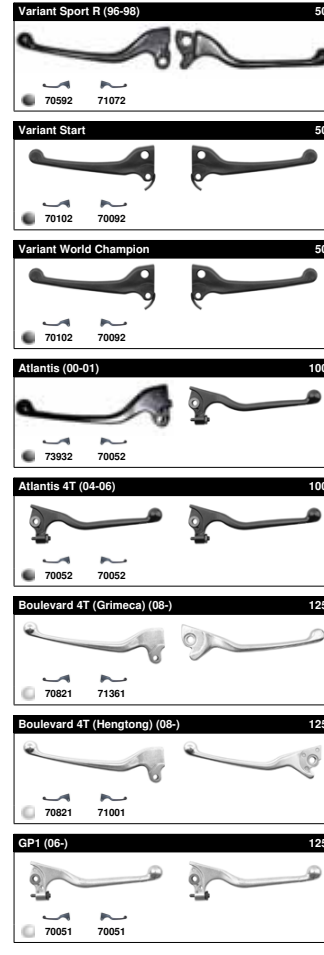 Variant Sport R (96-98) 50
70592 71072
Variant Start 50
70102 70092
Variant World Champion 50
70102 70092
Atlantis (00-01) 100
73932 70052
Atlantis 4T (04-06) 100
70052 70052
Boulevard 4T (Grimeca) (08-) 125
70821 71361
Boulevard 4T (Hengtong) (08-) 125
70821 71001
GP1 (06-) 125
70051 70051